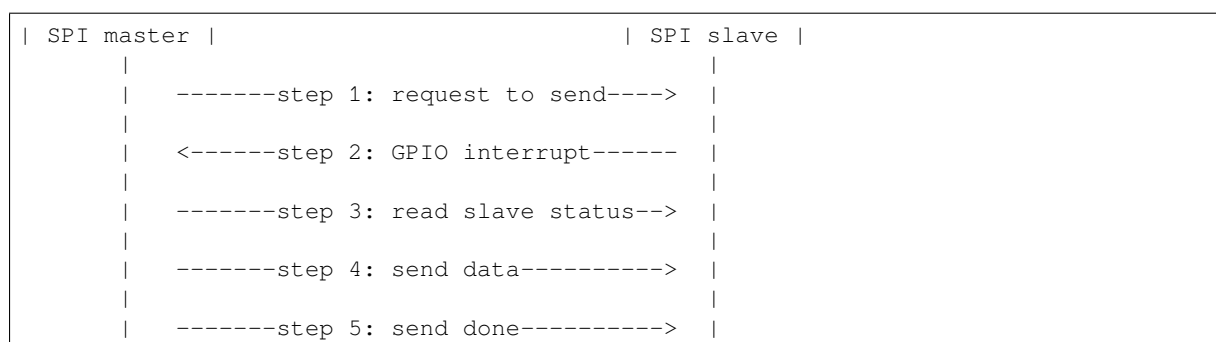 | SPI master |                                  | SPI slave |
      |                                                |
      |   -------step 1: request to send---->  |
      |                                                |
      |   <------step 2: GPIO interrupt------  |
      |                                                |
      |   -------step 3: read slave status-->  |
      |                                                |
      |   -------step 4: send data---------->  |
      |                                                |
      |   -------step 5: send done---------->  |